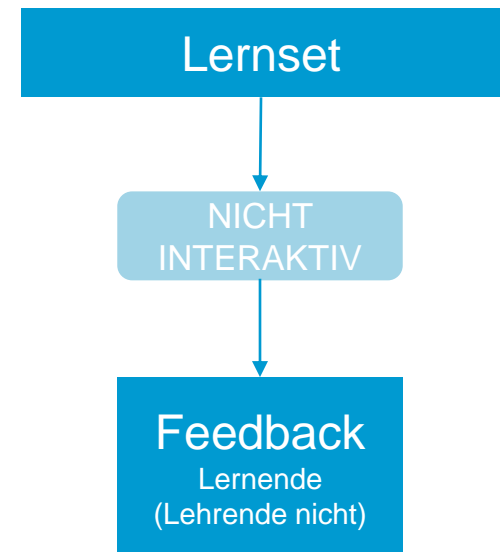 Lernset
NICHT
INTERAKTIV
Feedback
Lernende
(Lehrende nicht)